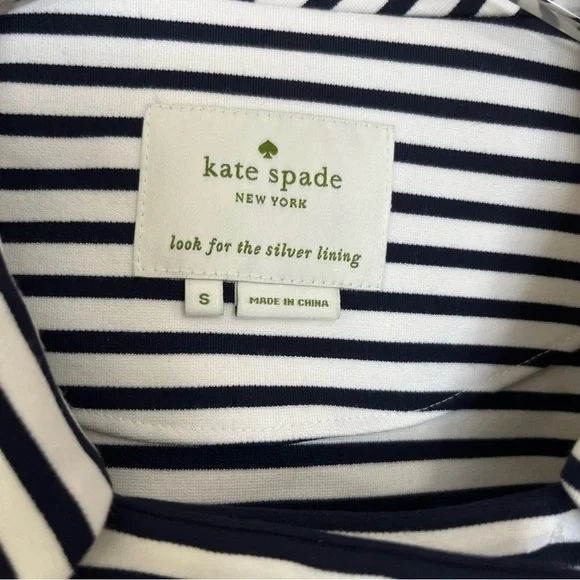 kate spade
NEW YORK
look for the silver lining
S
MADE IN CHINA